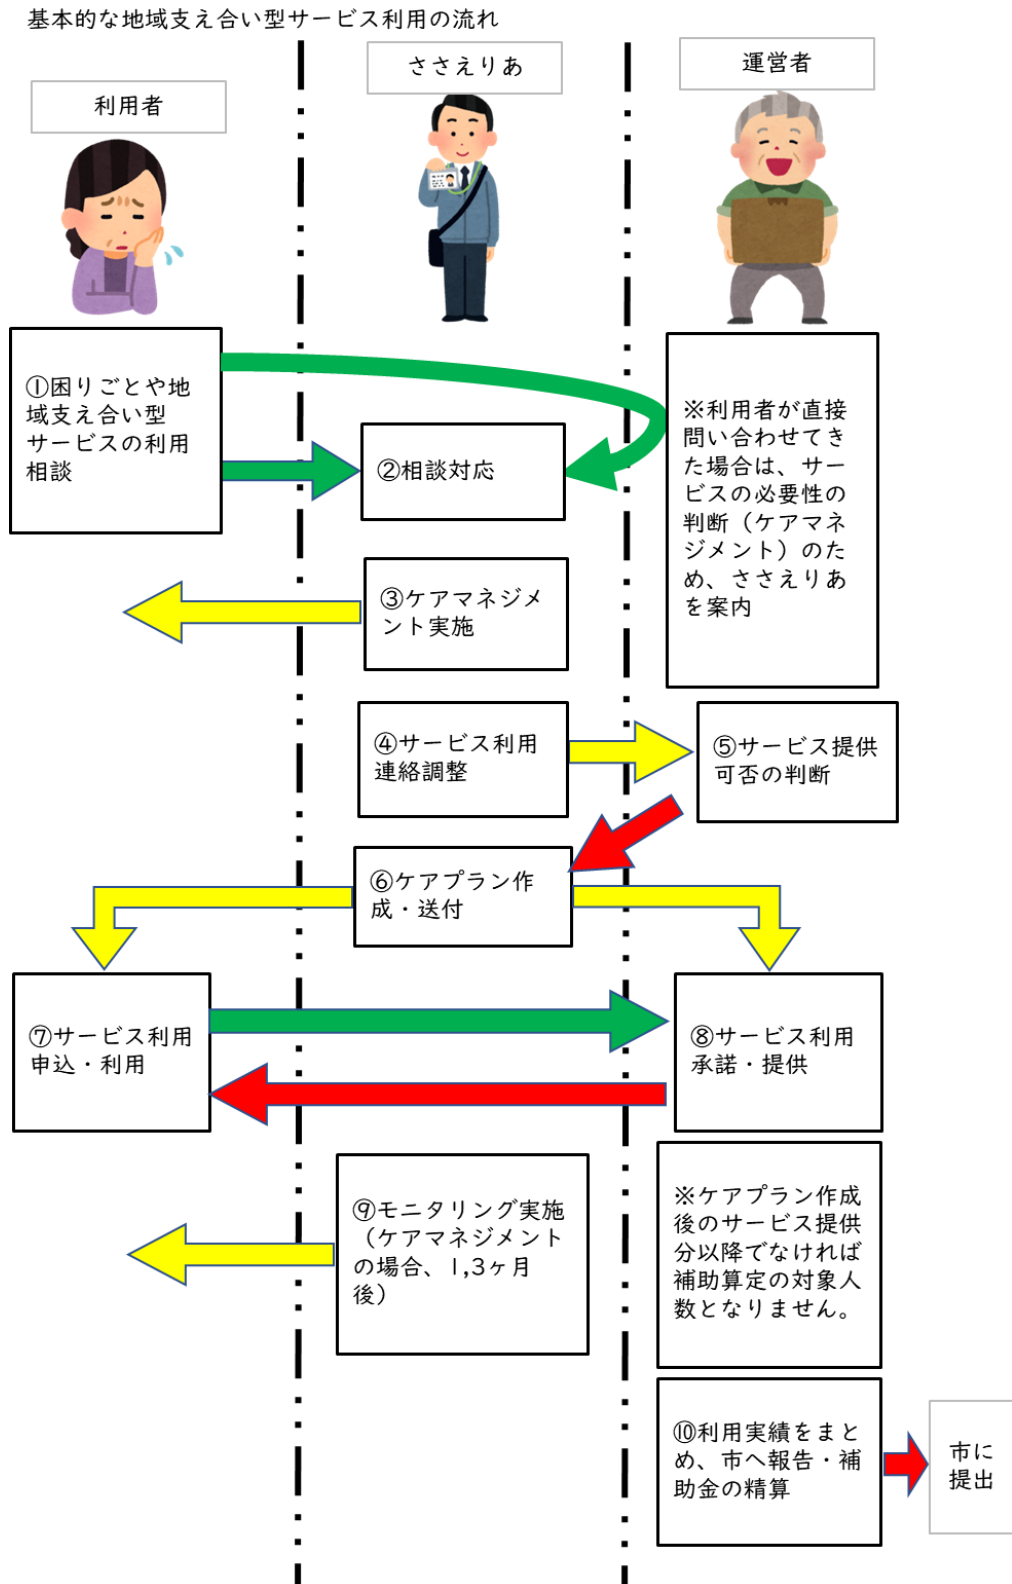 基本的な地域支え合い型サービス利用の流れ
利用者
ささえりあ
運営者
①困りごとや地
域支え合い型
サービスの利用
相談
②相談対応
※利用者が直接
問い合わせてき
た場合は、サー
ビスの必要性の
判断（ケアマネ
ジメント）のた
め、ささえりあ
を案内
③ケアマネジメ
ント実施
④サービス利用
連絡調整
⑤サービス提供
可否の判断
⑥ケアプラン作
成・送付
⑦サービス利用
申込・利用
⑧サービス利用
承諾・提供
⑨モニタリング実施
（ケアマネジメント
の場合、1,3ヶ月
後）
※ケアプラン作成
後のサービス提供
分以降でなければ
補助算定の対象人
数となりません。
⑩利用実績をまと
め、市へ報告・補
助金の精算
市に
提出